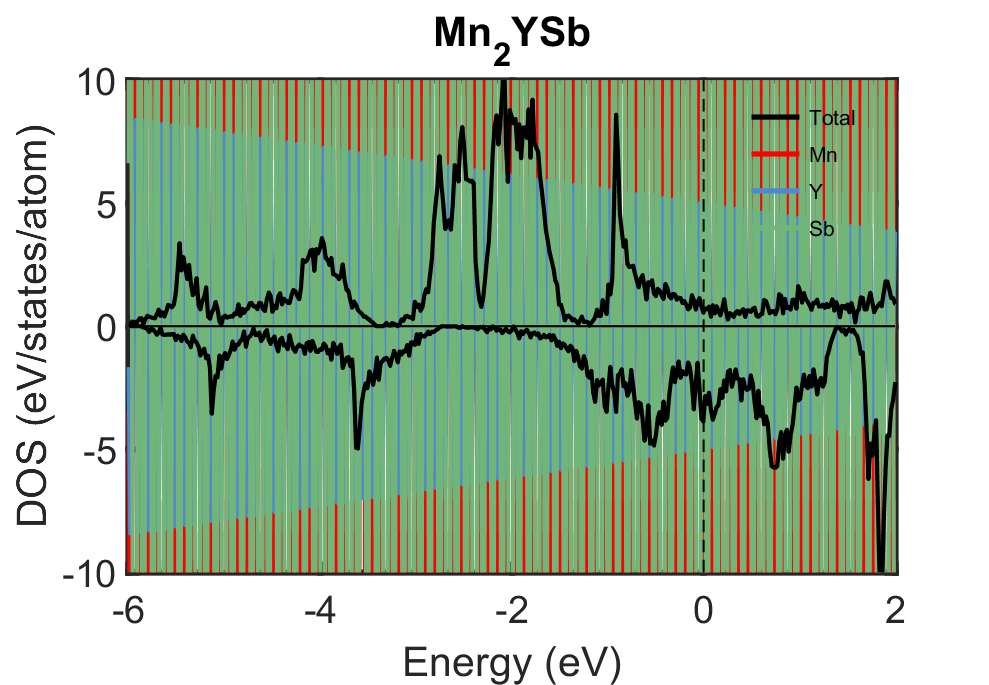 Mn2YSb
DOS (eV/states/atom)
10
5
0
-5
-10
Total
Mn
Y
Sb
-6
-4
-2
0
2
Energy (eV)